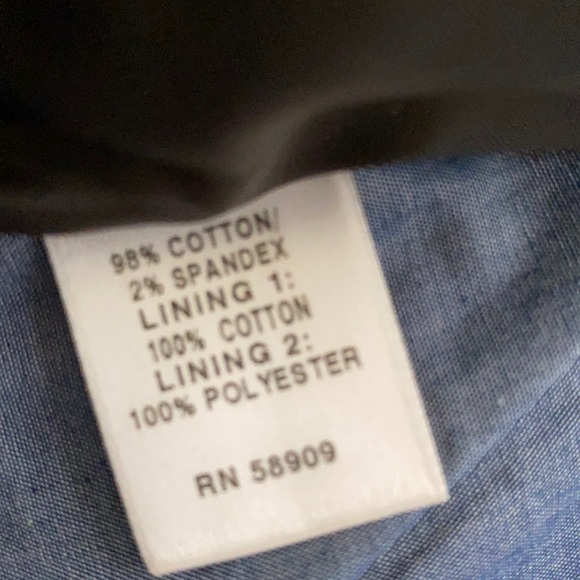 98% COTTON/
2% SPANDEX
LINING 1:
100% COTTON
LINING 2:
100% POLYESTER
RN 58909